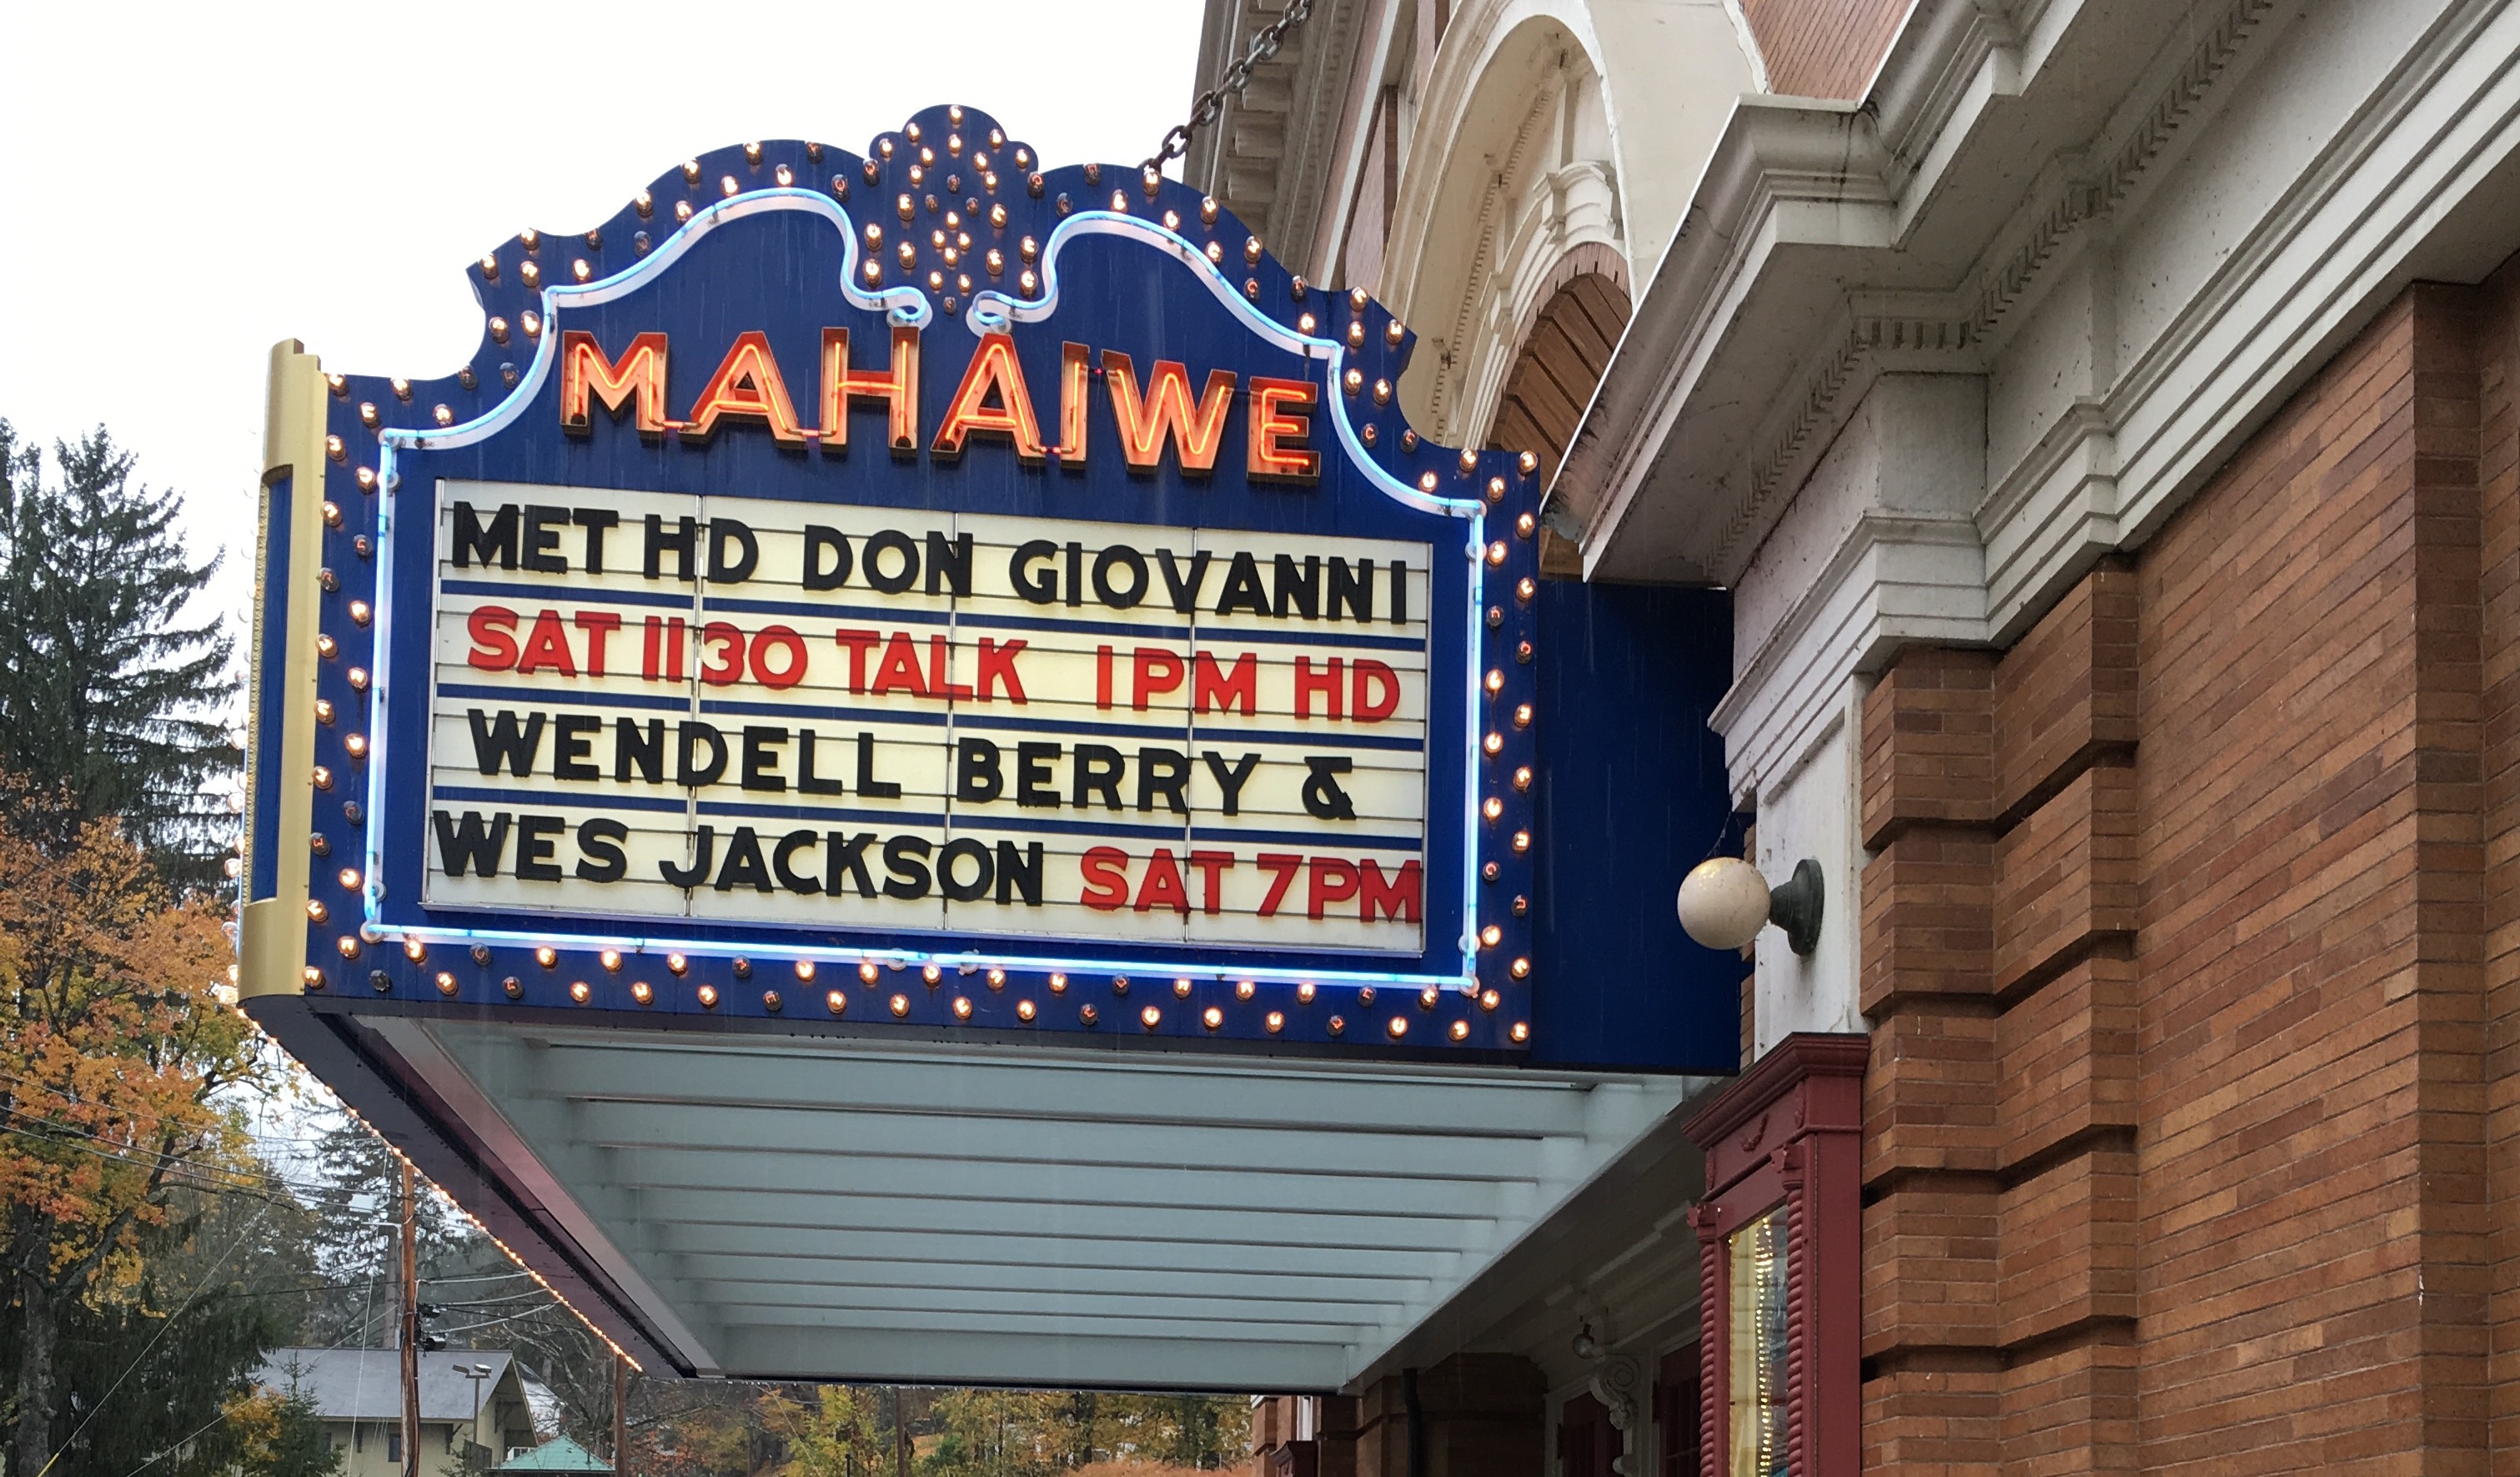 MAHAIWE
MET HD DON GIOVANNI
SAT 1130 TALK 1PM HD
WENDELL BERRY &
WES JACKSON SAT 7PM